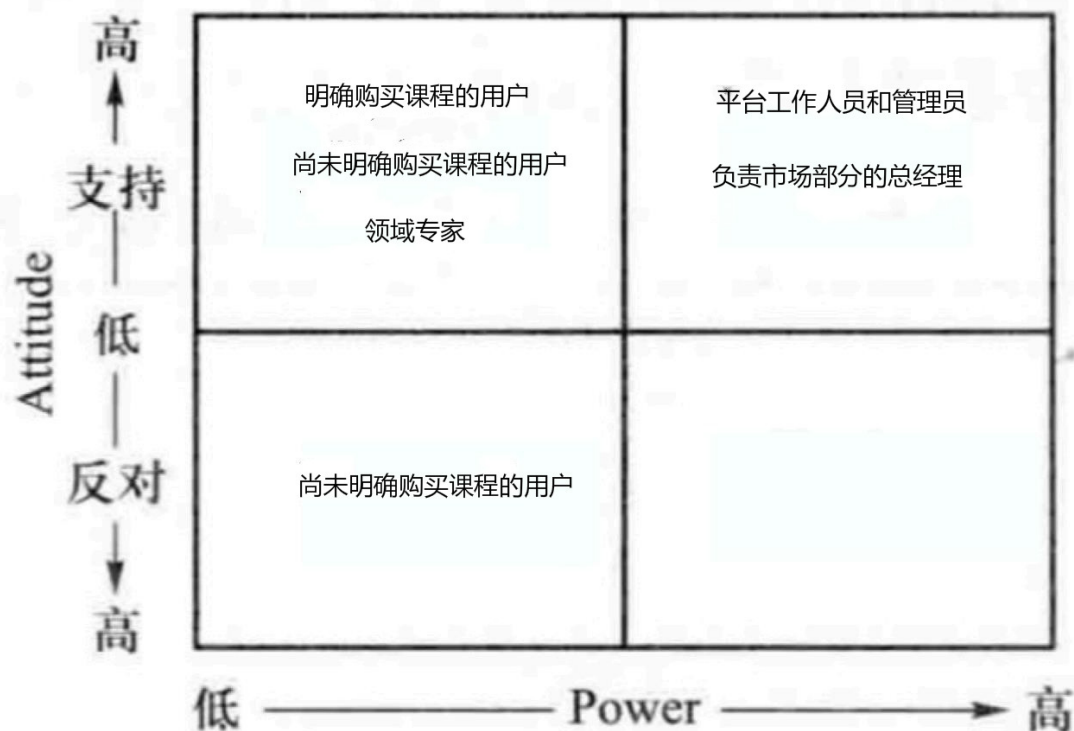 高
明确购买课程的用户
平台工作人员和管理员
支持
尚未明确购买课程的用户
负责市场部分的总经理
领域专家
Attitude
低
反对
尚未明确购买课程的用户
高
低 Power 高